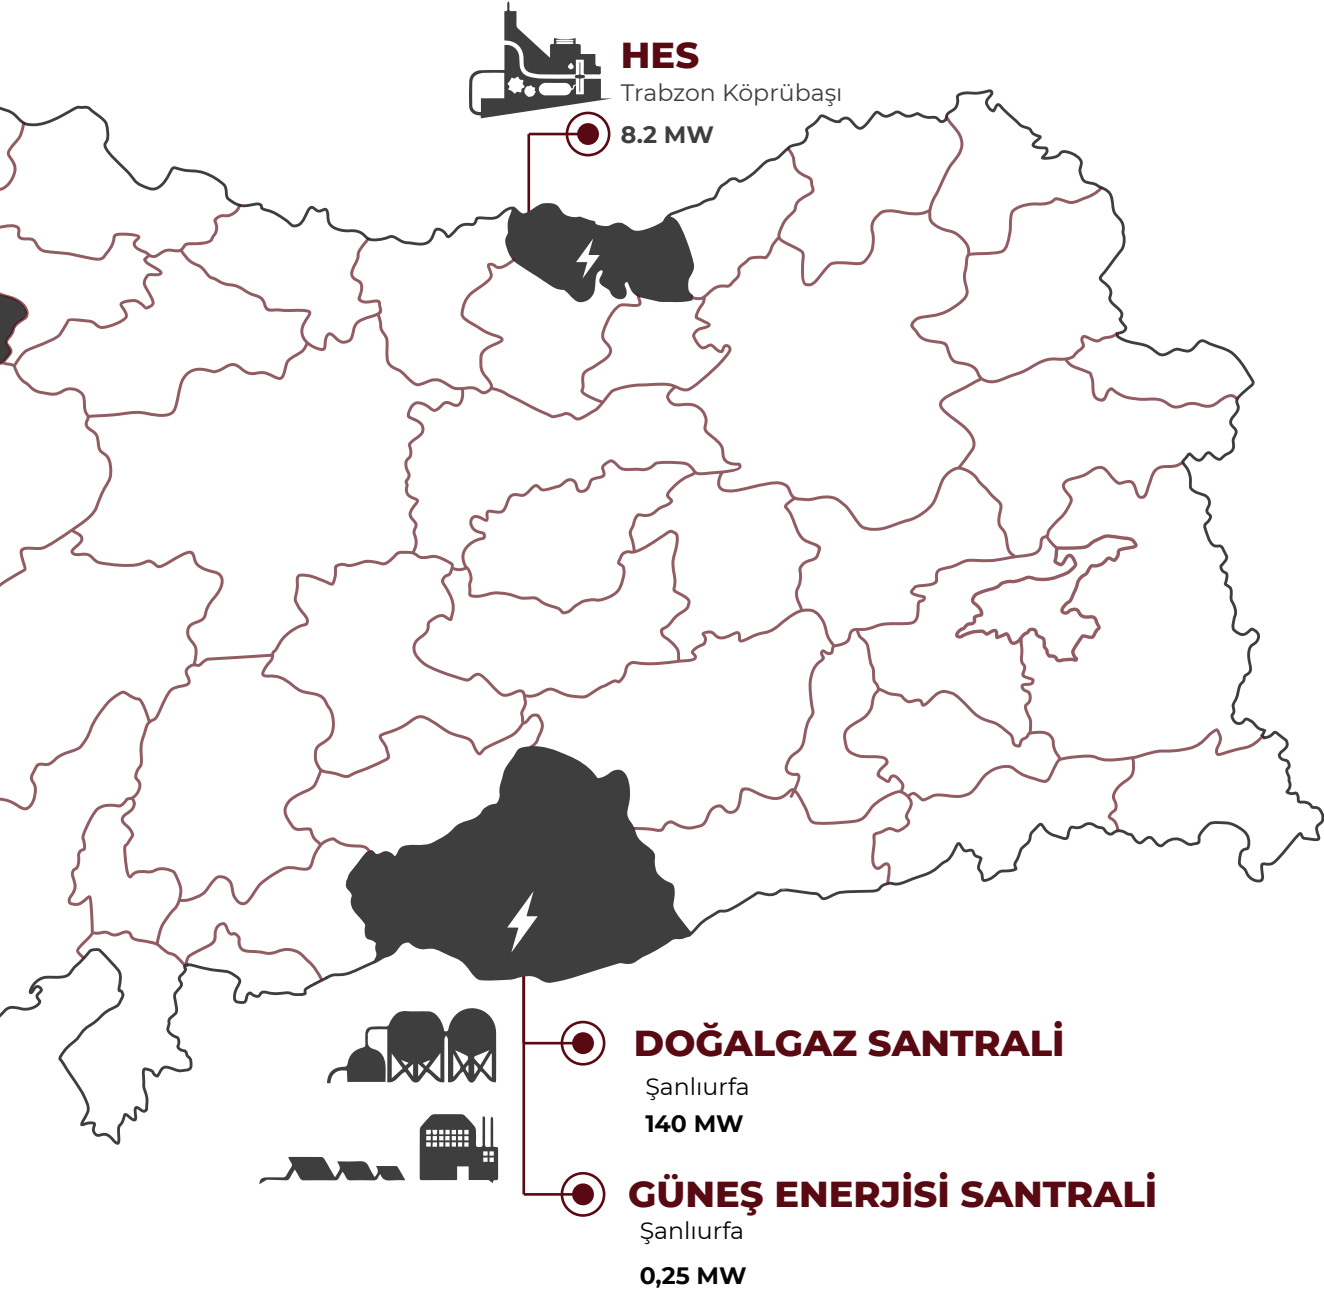 HES
Trabzon Köprübaşı
8.2 MW
DOĞALGAZ SANTRALİ
Şanlıurfa
140 MW
GÜNEŞ ENERJİSİ SANTRALİ
Şanlıurfa
0,25 MW